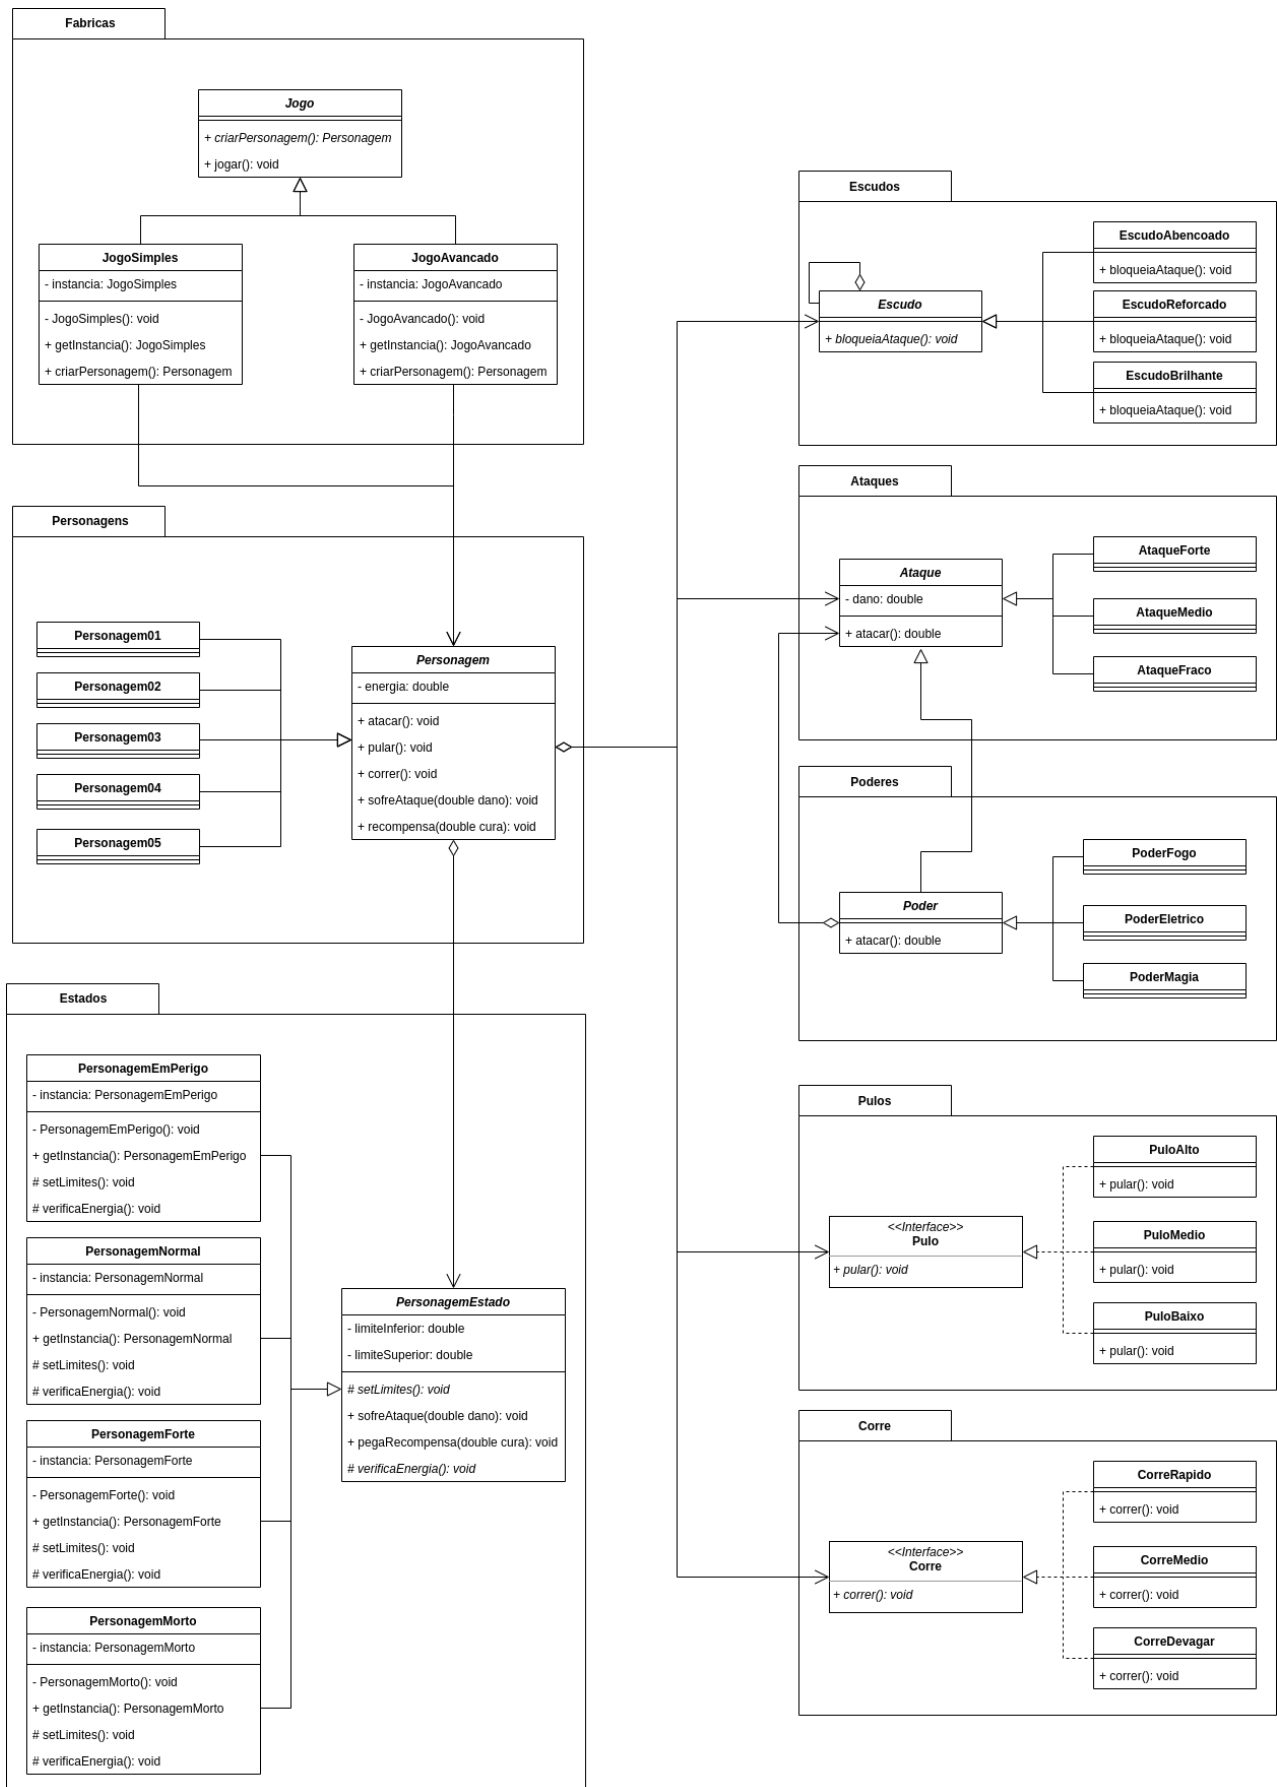 Fabricas
Jogo
+ criarPersonagem(): Personagem
+ jogar(): void
JogoSimples
- instancia: JogoSimples
- JogoSimples(): void
+ getInstancia(): JogoSimples
+ criarPersonagem(): Personagem
JogoAvancado
- instancia: JogoAvancado
- JogoAvancado(): void
+ getInstancia(): JogoAvancado
+ criarPersonagem(): Personagem
Personagens
Personagem01
Personagem02
Personagem03
Personagem04
Personagem05
Personagem
- energia: double
+ atacar(): void
+ pular(): void
+ correr(): void
+ sofreAtaque(double dano): void
+ recompensa(double cura): void
Estados
PersonagemEmPerigo
- instancia: PersonagemEmPerigo
- PersonagemEmPerigo(): void
+ getInstancia(): PersonagemEmPerigo
# setLimites(): void
# verificaEnergia(): void
PersonagemNormal
- instancia: PersonagemNormal
- PersonagemNormal(): void
+ getInstancia(): PersonagemNormal
# setLimites(): void
# verificaEnergia(): void
PersonagemForte
- instancia: PersonagemForte
- PersonagemForte(): void
+ getInstancia(): PersonagemForte
# setLimites(): void
# verificaEnergia(): void
PersonagemMorto
- instancia: PersonagemMorto
- PersonagemMorto(): void
+ getInstancia(): PersonagemMorto
# setLimites(): void
# verificaEnergia(): void
PersonagemEstado
- limiteInferior: double
- limiteSuperior: double
# setLimites(): void
+ sofreAtaque(double dano): void
+ pegaRecompensa(double cura): void
# verificaEnergia(): void
Escudos
Escudo
+ bloqueiaAtaque(): void
EscudoAbencoado
+ bloqueiaAtaque(): void
EscudoReforcado
+ bloqueiaAtaque(): void
EscudoBrilhante
+ bloqueiaAtaque(): void
Ataques
Ataque
- dano: double
+ atacar(): double
AtaqueForte
AtaqueMedio
AtaqueFraco
Poderes
Poder
+ atacar(): double
PoderFogo
PoderEletrico
PoderMagia
Pulos
<<Interface>>
Pulo
+ pular(): void
PuloAlto
+ pular(): void
PuloMedio
+ pular(): void
PuloBaixo
+ pular(): void
Corre
<<Interface>>
Corre
+ correr(): void
CorreRapido
+ correr(): void
CorreMedio
+ correr(): void
CorreDevagar
+ correr(): void